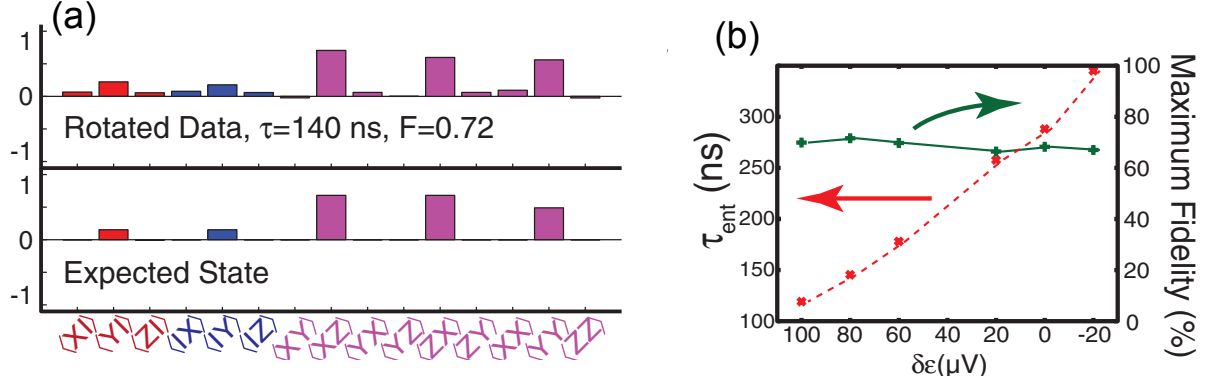 (a)
1
0
-1
Rotated Data, τ=140 ns, F=0.72
1
0
-1
Expected State
⟨XI⟩ ⟨YI⟩ ⟨ZI⟩ ⟨IX⟩ ⟨IY⟩ ⟨IZ⟩ ⟨XY⟩ ⟨XZ⟩ ⟨YX⟩ ⟨YZ⟩ ⟨ZX⟩ ⟨ZY⟩ ⟨XX⟩ ⟨YY⟩ ⟨ZZ⟩
(b)
τent (ns)
300
250
200
150
100
100 80 60 20 0 -20
δε(μV)
100
80
60
40
20
0
Maximum Fidelity (%)